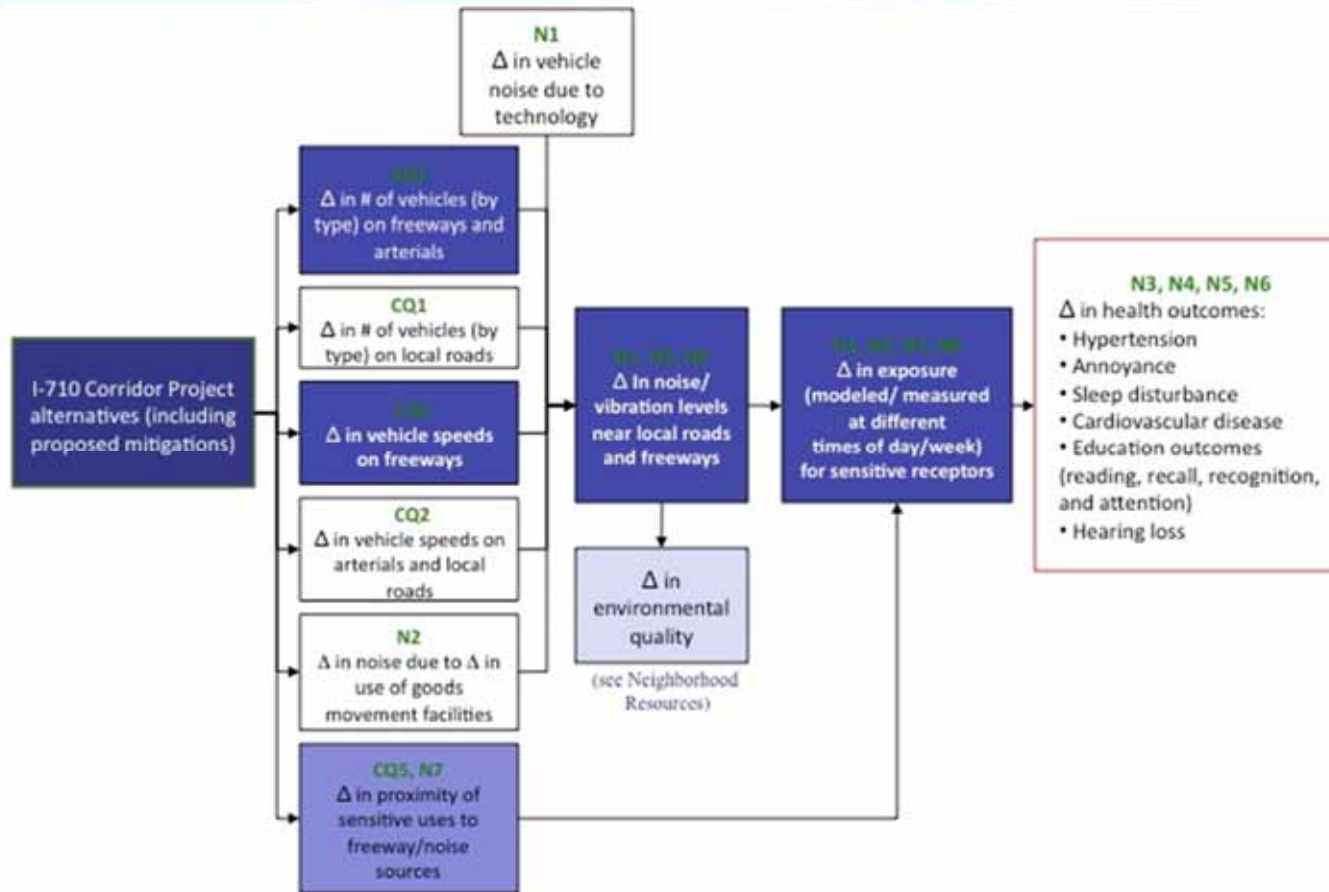 N1
Δ in vehicle
noise due to
technology
Δ in # of vehicles (by
type) on freeways and
arterials
CQ1
Δ in # of vehicles (by
type) on local roads
I-710 Corridor Project
alternatives (including
proposed mitigations)
Δ in vehicle speeds
on freeways
CQ2
Δ in vehicle speeds on
arterials and local
roads
N2
Δ in noise due to Δ in
use of goods
movement facilities
CQ5, N7
Δ in proximity of
sensitive uses to
freeway/noise
sources
Δ In noise/
vibration levels
near local roads
and freeways
Δ in
environmental
quality
(see Neighborhood
Resources)
Δ in exposure
(modeled/ measured
at different
times of day/week)
for sensitive receptors
N3, N4, N5, N6
Δ in health outcomes:
• Hypertension
• Annoyance
• Sleep disturbance
• Cardiovascular disease
• Education outcomes
(reading, recall, recognition,
and attention)
• Hearing loss